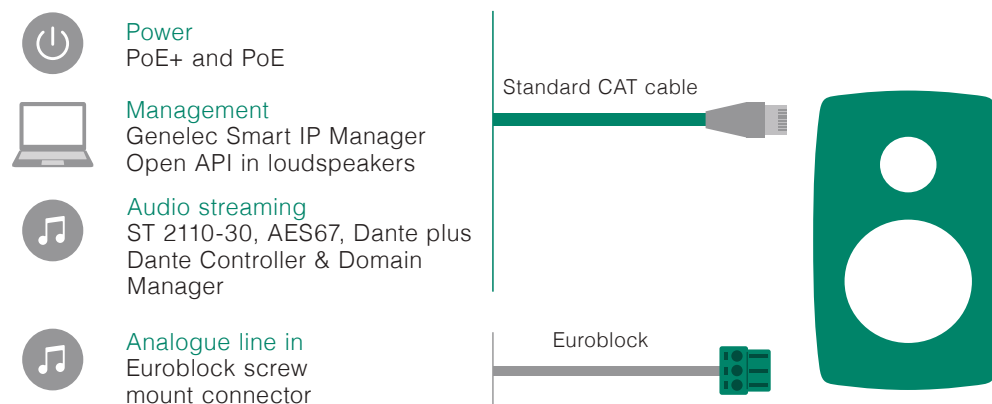 Power
PoE+ and PoE
Management
Genelec Smart IP Manager
Open API in loudspeakers
Audio streaming
ST 2110-30, AES67, Dante plus
Dante Controller & Domain
Manager
Standard CAT cable
Analogue line in
Euroblock screw
mount connector
Euroblock